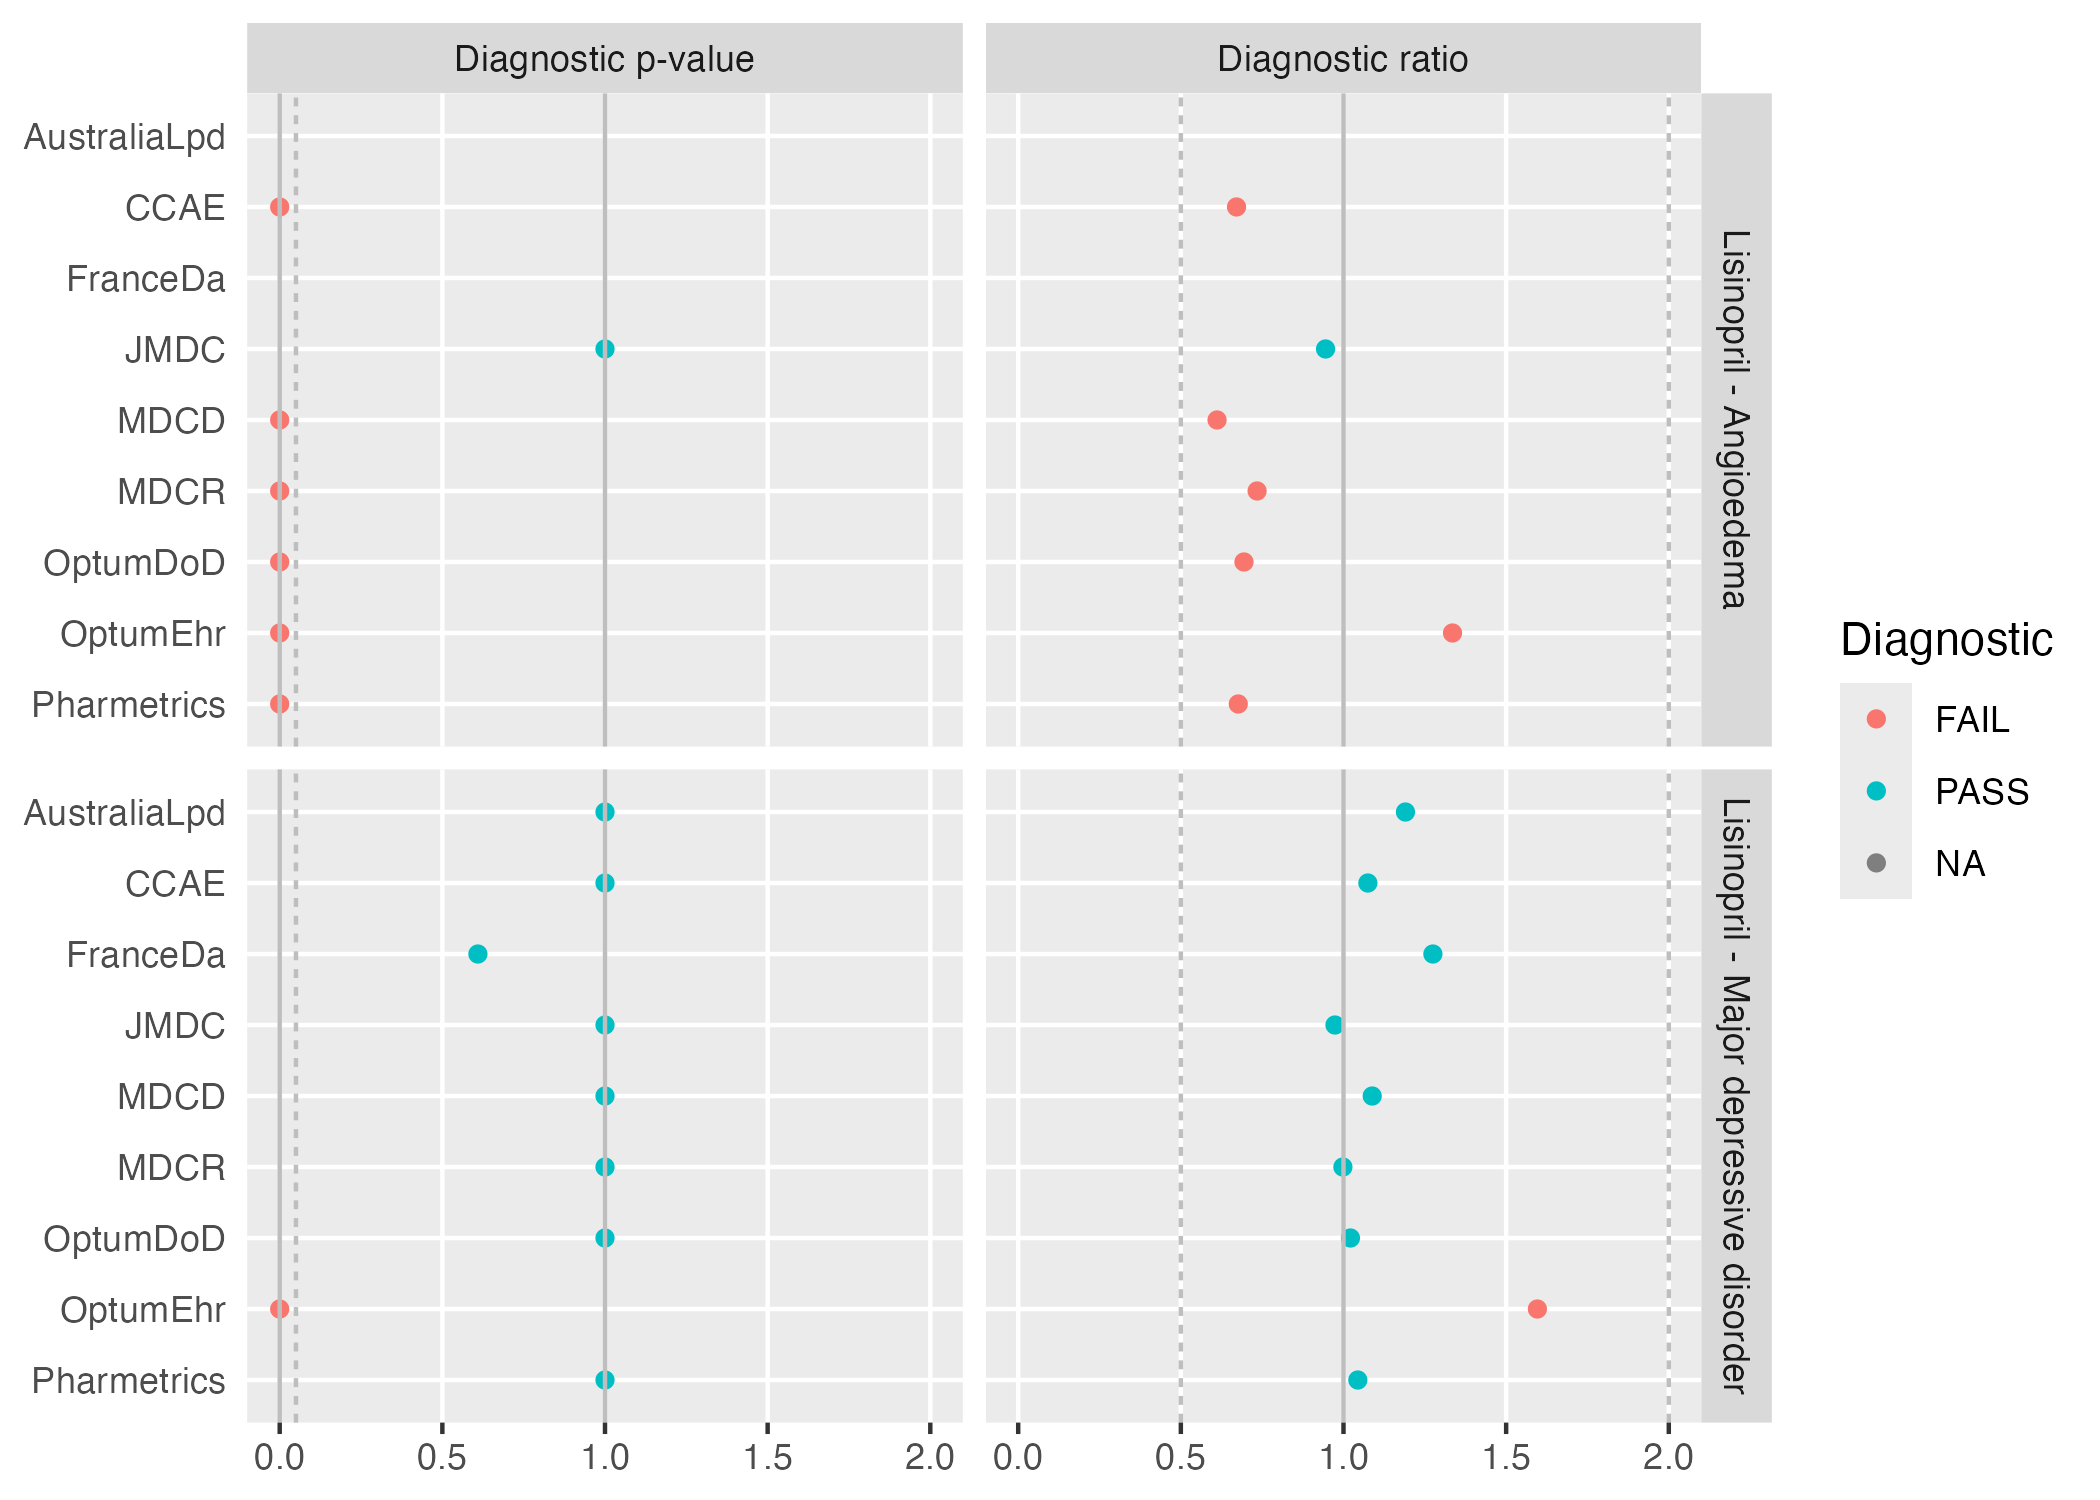 Diagnostic p-value
Diagnostic ratio
AustraliaLpd
CCAE
FranceDa
JMDC
MDCD
MDCR
OptumDoD
OptumEhr
Pharmetrics
Lisinopril - Angioedema
AustraliaLpd
CCAE
FranceDa
JMDC
MDCD
MDCR
OptumDoD
OptumEhr
Pharmetrics
Lisinopril - Major depressive disorder
0.0 0.5 1.0 1.5 2.0
0.0 0.5 1.0 1.5 2.0
Diagnostic
FAIL
PASS
NA